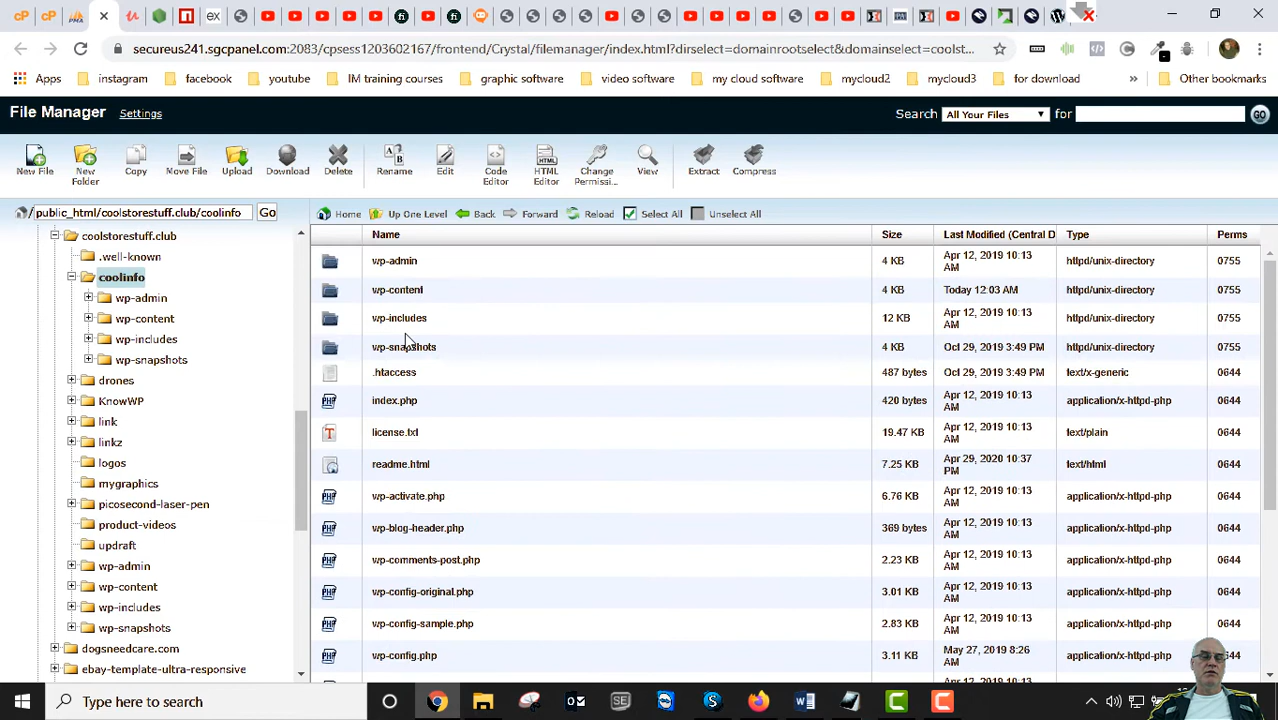 cP cP ex
secureus241.sgcpanel.com:2083/cpsess1203602167/frontend/Crystal/filemanager/index.html?dirselect=domainrootselect&domainselect=coolst...
Apps instagram facebook youtube IM training courses graphic software video software my cloud software mycloud2 mycloud3 for download » Other bookmarks
File Manager Settings Search All Your Files for GO
New File New Folder Copy Move File Upload Download Delete Rename Edit Code Editor HTML Editor Change Permissi... View Extract Compress
/ public_html/coolstorestuff.club/coolinfo Go Home Up One Level Back Forward Reload Select All Unselect All
Name Size Last Modified (Central D Type Perms
coolstorestuff.club
.well-known
coolinfo
wp-admin
wp-content
wp-includes
wp-snapshots
drones
KnowWP
link
linkz
logos
mygraphics
picosecond-laser-pen
product-videos
updraft
wp-admin
wp-content
wp-includes
wp-snapshots
dogsneedcare.com
ebay-template-ultra-responsive
wp-admin 4 KB Apr 12, 2019 10:13 AM httpd/unix-directory 0755
wp-content 4 KB Today 12:03 AM httpd/unix-directory 0755
wp-includes 12 KB Apr 12, 2019 10:13 AM httpd/unix-directory 0755
wp-snapshots 4 KB Oct 29, 2019 3:49 PM httpd/unix-directory 0755
.htaccess 487 bytes Oct 29, 2019 3:49 PM text/x-generic 0644
index.php 420 bytes Apr 12, 2019 10:13 AM application/x-httpd-php 0644
license.txt 19.47 KB Apr 12, 2019 10:13 AM text/plain 0644
readme.html 7.25 KB Apr 29, 2020 10:37 PM text/html 0644
wp-activate.php 6.76 KB Apr 12, 2019 10:13 AM application/x-httpd-php 0644
wp-blog-header.php 369 bytes Apr 12, 2019 10:13 AM application/x-httpd-php 0644
wp-comments-post.php 2.23 KB Apr 12, 2019 10:13 AM application/x-httpd-php 0644
wp-config-original.php 3.01 KB Apr 12, 2019 10:13 AM application/x-httpd-php 0644
wp-config-sample.php 2.83 KB Apr 12, 2019 10:13 AM application/x-httpd-php 0644
wp-config.php 3.11 KB May 27, 2019 8:26 AM application/x-httpd-php 0644
Type here to search